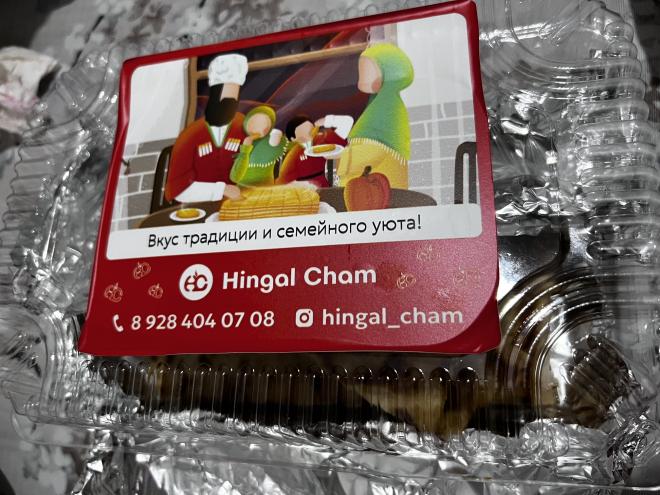 Вкус традиции и семейного уюта!
Hingal Cham
8 928 404 07 08 hingal_cham